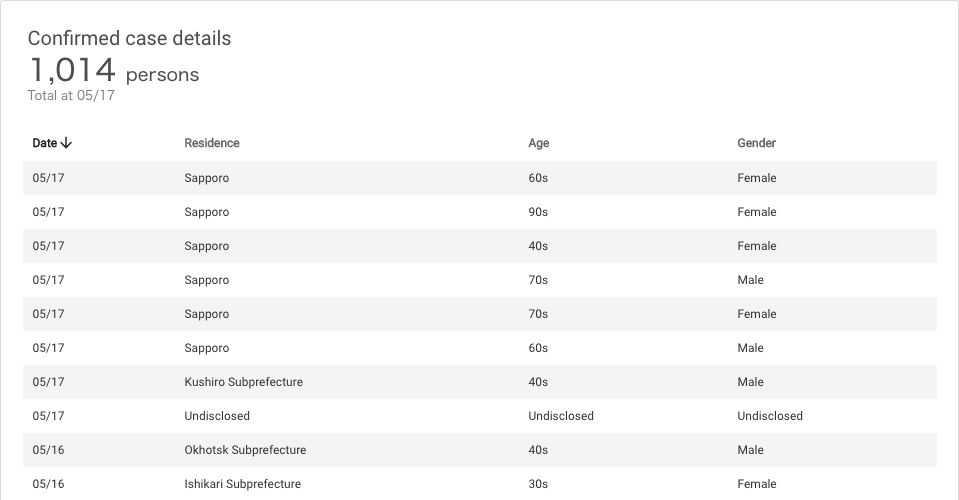 Confirmed case details
1,014 persons
Total at 05/17
Date↓ Residence Age Gender
05/17 Sapporo 60s Female
05/17 Sapporo 90s Female
05/17 Sapporo 40s Female
05/17 Sapporo 70s Male
05/17 Sapporo 70s Female
05/17 Sapporo 60s Male
05/17 Kushiro Subprefecture 40s Male
05/17 Undisclosed Undisclosed Undisclosed
05/16 Okhotsk Subprefecture 40s Male
05/16 Ishikari Subprefecture 30s Female